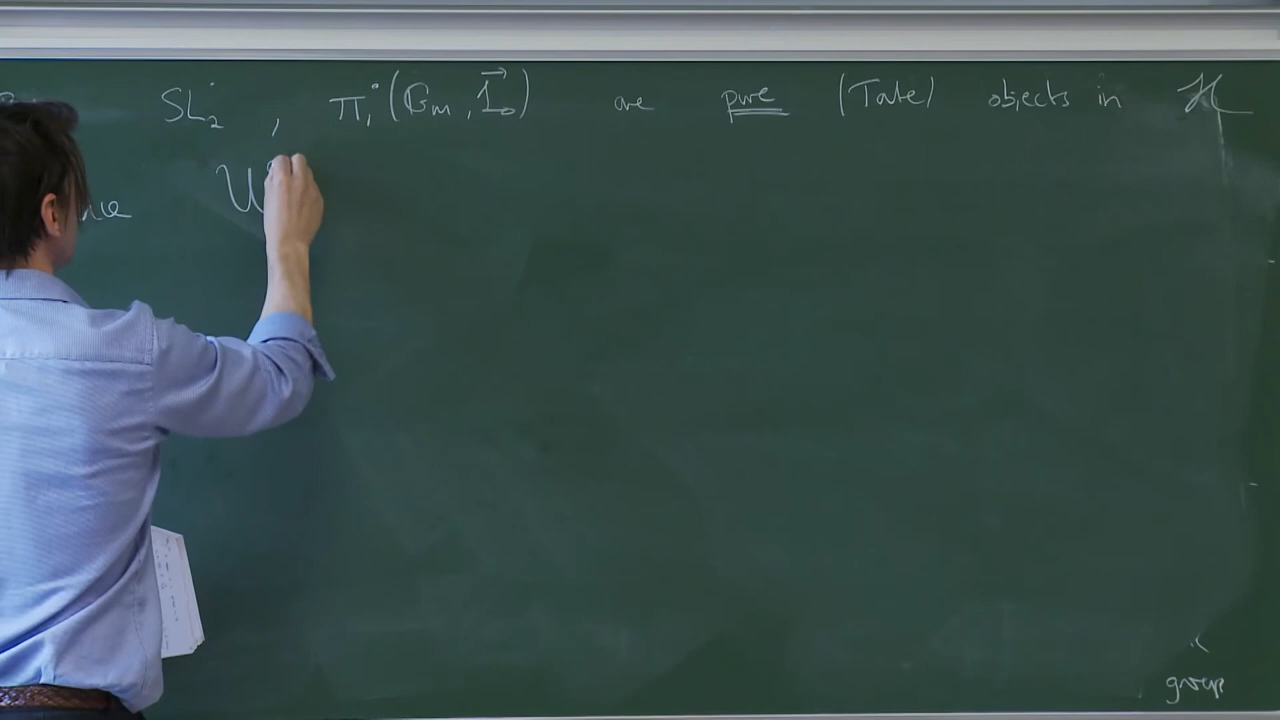 SL₂˙ , π₁˙(𝔾ₘ, 1⃗₀) are pure (Tate) objects in ℋ
U
group